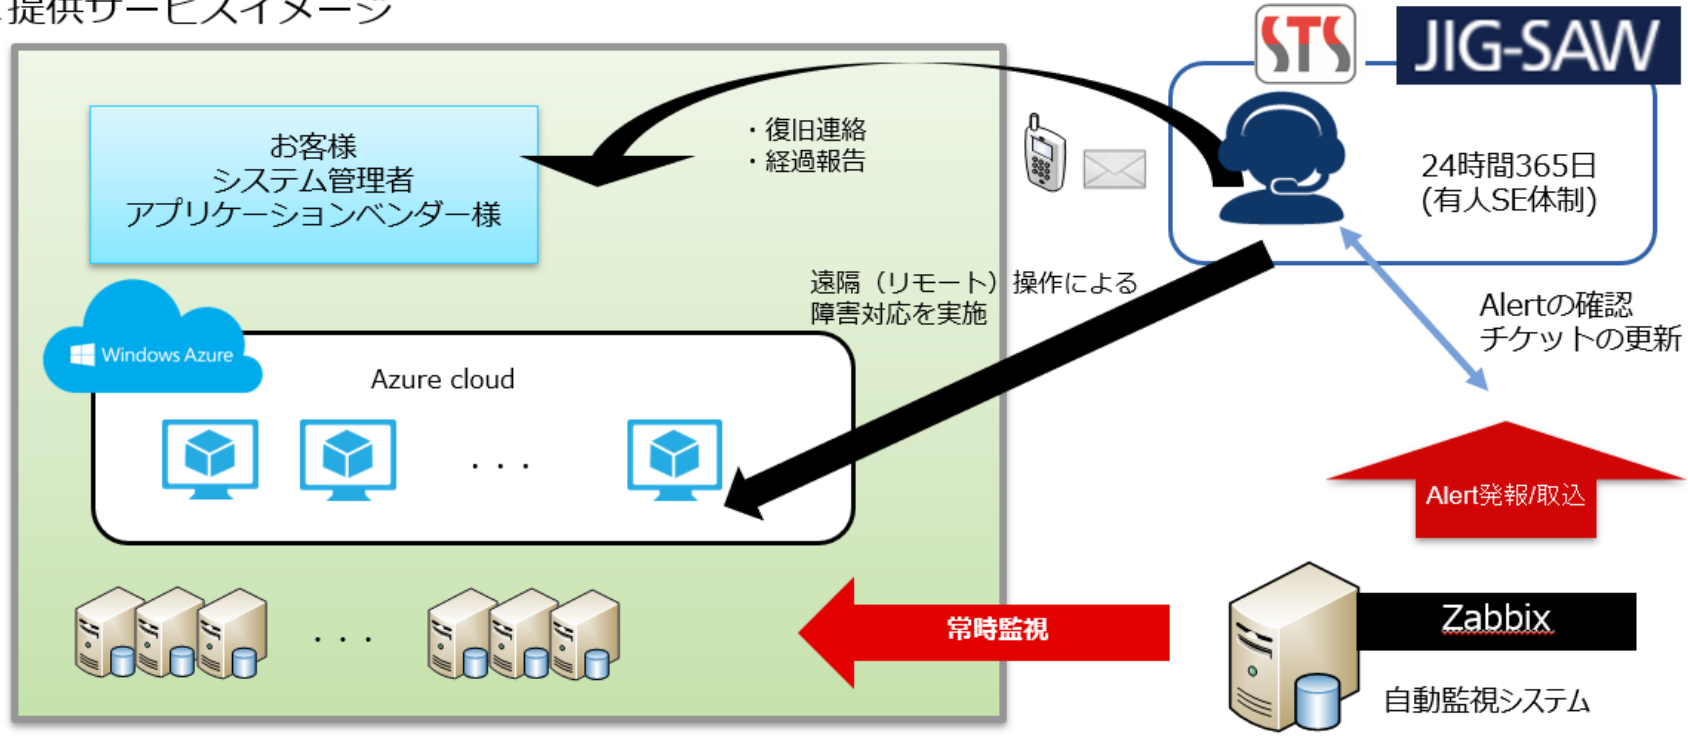 提供サービスイメージ
STS
JIG-SAW
お客様
システム管理者
アプリケーションベンダー様
・復旧連絡
・経過報告
24時間365日
(有人SE体制)
遠隔（リモート）操作による
障害対応を実施
Alertの確認
チケットの更新
Windows Azure
Azure cloud
. . .
Alert発報/取込
. . .
常時監視
Zabbix
自動監視システム